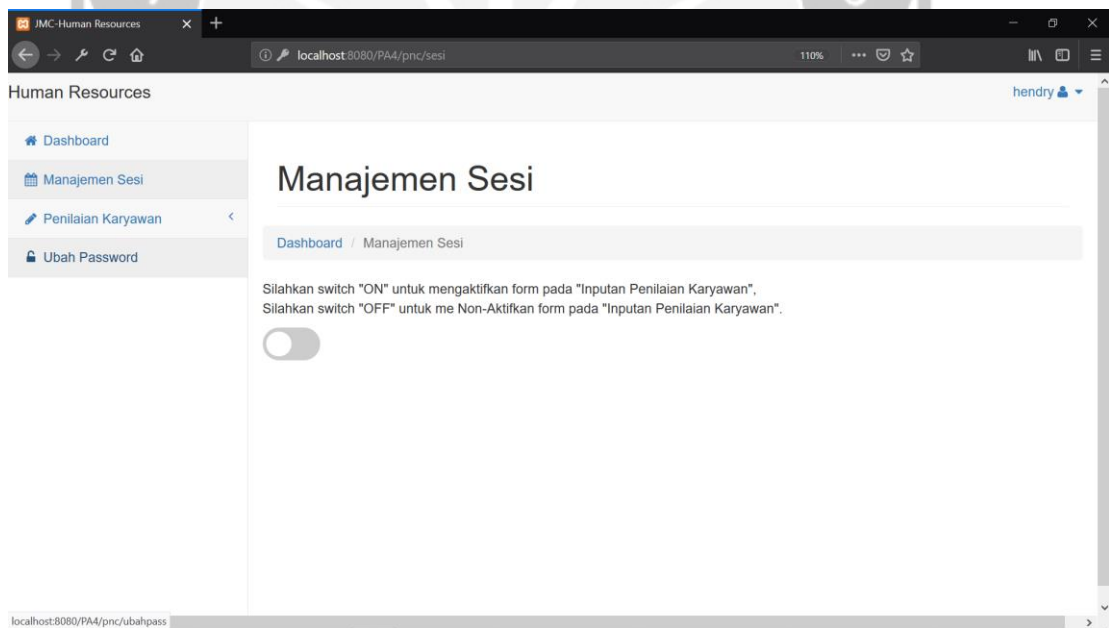 JMC-Human Resources
localhost:8080/PA4/pnc/sesi
110%
Human Resources
hendry
Dashboard
Manajemen Sesi
Penilaian Karyawan
Ubah Password
Manajemen Sesi
Dashboard / Manajemen Sesi
Silahkan switch "ON" untuk mengaktifkan form pada "Inputan Penilaian Karyawan",
Silahkan switch "OFF" untuk me Non-Aktifkan form pada "Inputan Penilaian Karyawan".
localhost:8080/PA4/pnc/ubahpass